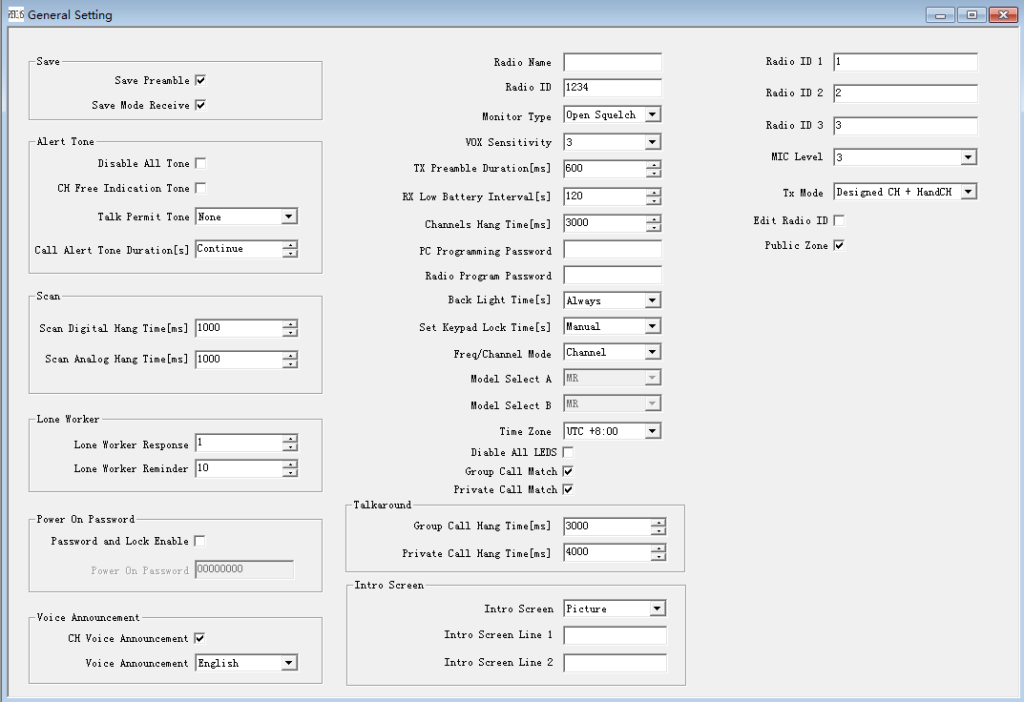 General Setting
Save
Save Preamble
Save Mode Receive
Alert Tone
Disable All Tone
CH Free Indication Tone
Talk Permit Tone None
Call Alert Tone Duration[s] Continue
Scan
Scan Digital Hang Time[ms] 1000
Scan Analog Hang Time[ms] 1000
Lone Worker
Lone Worker Response 1
Lone Worker Reminder 10
Power On Password
Password and Lock Enable
Power On Password 00000000
Voice Announcement
CH Voice Announcement
Voice Announcement English
Radio Name
Radio ID 1234
Monitor Type Open Squelch
VOX Sensitivity 3
TX Preamble Duration[ms] 600
RX Low Battery Interval[s] 120
Channels Hang Time[ms] 3000
PC Programming Password
Radio Program Password
Back Light Time[s] Always
Set Keypad Lock Time[s] Manual
Freq/Channel Mode Channel
Model Select A MR
Model Select B MR
Time Zone UTC +8:00
Diable All LEDS
Group Call Match
Private Call Match
Talkaround
Group Call Hang Time[ms] 3000
Private Call Hang Time[ms] 4000
Intro Screen
Intro Screen Picture
Intro Screen Line 1
Intro Screen Line 2
Radio ID 1 1
Radio ID 2 2
Radio ID 3 3
MIC Level 3
Tx Mode Designed CH + HandCH
Edit Radio ID
Public Zone